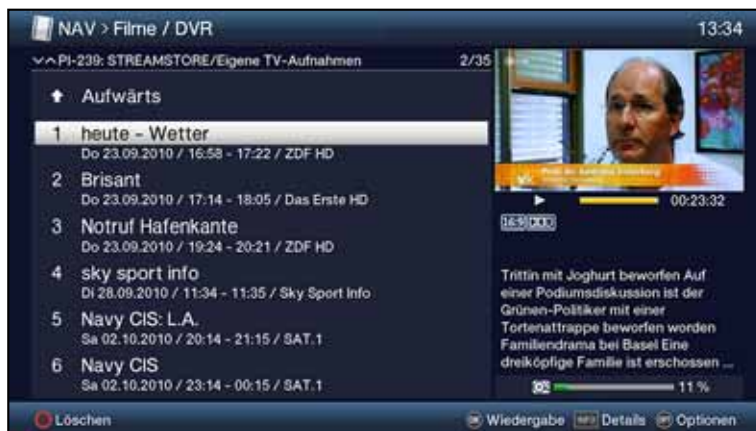 NAV > Filme / DVR
13:34
PI-239: STREAMSTORE/Eigene TV-Aufnahmen
2/35
Aufwärts
1 heute - Wetter
Do 23.09.2010 / 16:58 - 17:22 / ZDF HD
2 Brisant
Do 23.09.2010 / 17:14 - 18:05 / Das Erste HD
3 Notruf Hafenkante
Do 23.09.2010 / 19:24 - 20:21 / ZDF HD
4 sky sport info
Di 28.09.2010 / 11:34 - 11:35 / Sky Sport Info
5 Navy CIS: L.A.
Sa 02.10.2010 / 20:14 - 21:15 / SAT.1
6 Navy CIS
Sa 02.10.2010 / 23:14 - 00:15 / SAT.1
00:23:32
16:9
Trittin mit Joghurt beworfen Auf
einer Podiumsdiskussion ist der
Grünen-Politiker mit einer
Tortenattrappe beworfen worden
Familiendrama bei Basel Eine
dreiköpfige Familie ist erschossen ...
11 %
Löschen
OK Wiedergabe INFO Details OPT Optionen